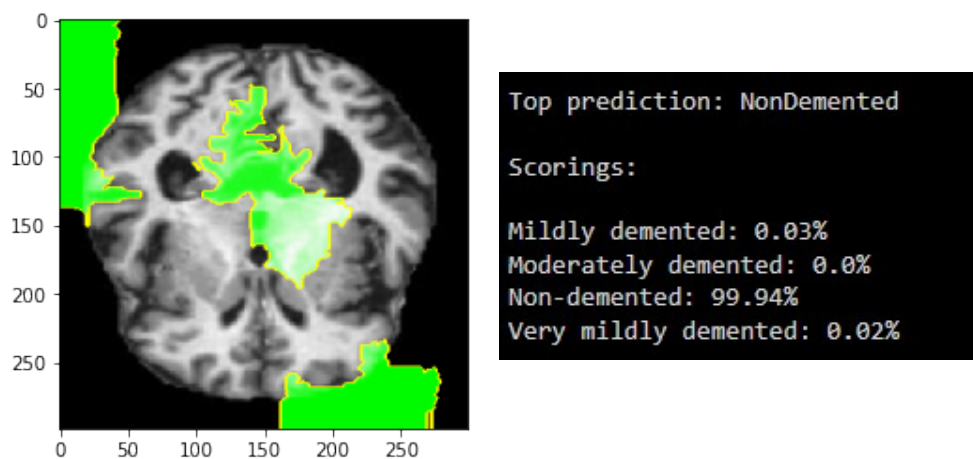 0
50
100
150
200
250
0 50 100 150 200 250
Top prediction: NonDemented
Scorings:
Mildly demented: 0.03%
Moderately demented: 0.0%
Non-demented: 99.94%
Very mildly demented: 0.02%